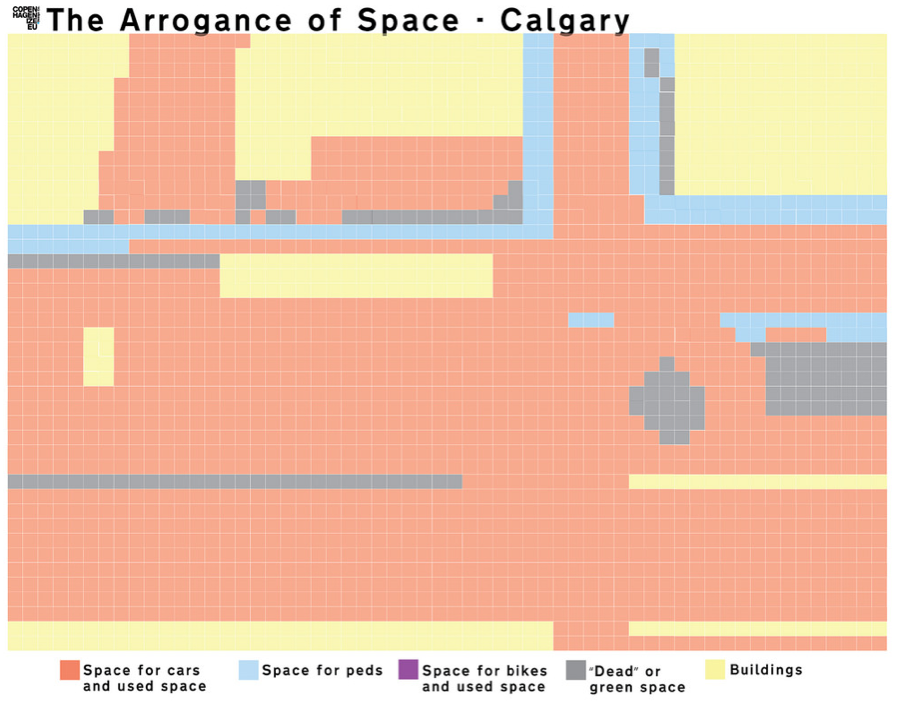 COPEN
HAGEN
IZE
EU
The Arrogance of Space · Calgary
Space for cars
and used space
Space for peds
Space for bikes
and used space
"Dead" or
green space
Buildings